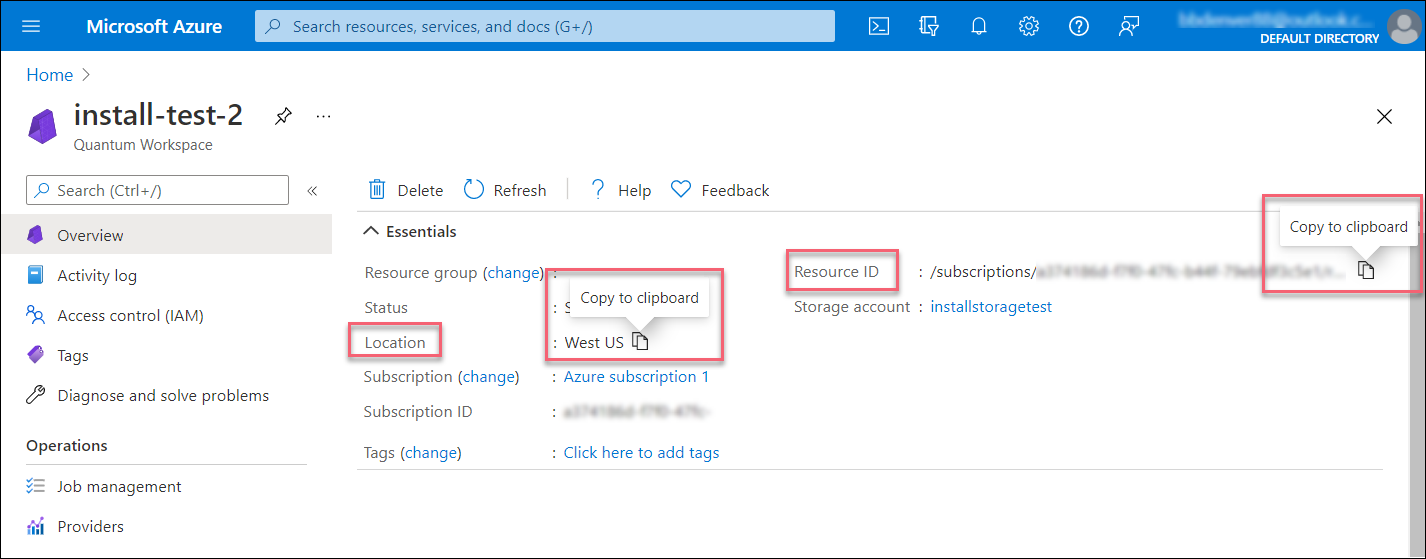 Microsoft Azure
Search resources, services, and docs (G+/)
DEFAULT DIRECTORY
Home
install-test-2
...
Quantum Workspace
Search (Ctrl+/)
«
Delete
Refresh
Help
Feedback
Overview
Activity log
Access control (IAM)
Tags
Diagnose and solve problems
Operations
Job management
Providers
Essentials
Resource group (change) :
Status : S
Copy to clipboard
Location : West US
Subscription (change) : Azure subscription 1
Subscription ID :
Tags (change) : Click here to add tags
Copy to clipboard
Resource ID : /subscriptions/
Storage account : installstoragetest